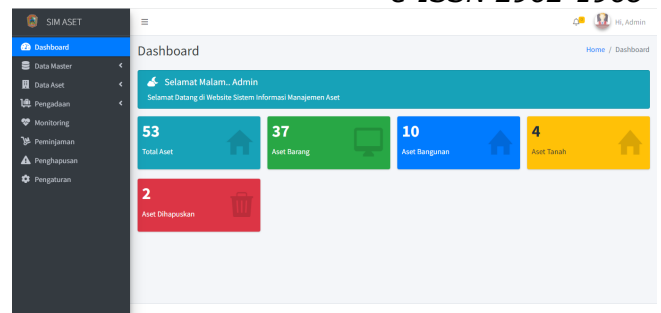 SIM ASET
Hi, Admin
Dashboard
Data Master
Data Aset
Pengadaan
Monitoring
Peminjaman
Penghapusan
Pengaturan
Dashboard
Home / Dashboard
Selamat Malam.. Admin
Selamat Datang di Website Sistem Informasi Manajemen Aset
53
Total Aset
37
Aset Barang
10
Aset Bangunan
4
Aset Tanah
2
Aset Dihapuskan